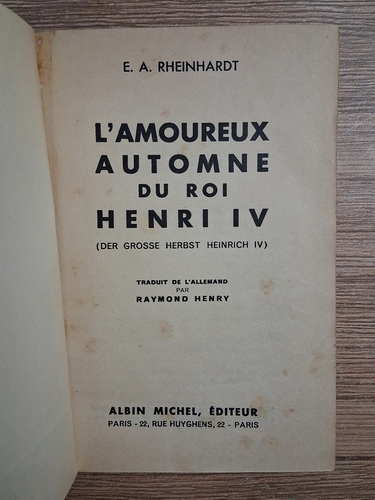 E. A. RHEINHARDT
L'AMOUREUX
AUTOMNE
DU ROI
HENRI IV
(DER GROSSE HERBST HEINRICH IV)
TRADUIT DE L'ALLEMAND
PAR
RAYMOND HENRY
ALBIN MICHEL, ÉDITEUR
PARIS - 22, RUE HUYGHENS, 22 - PARIS